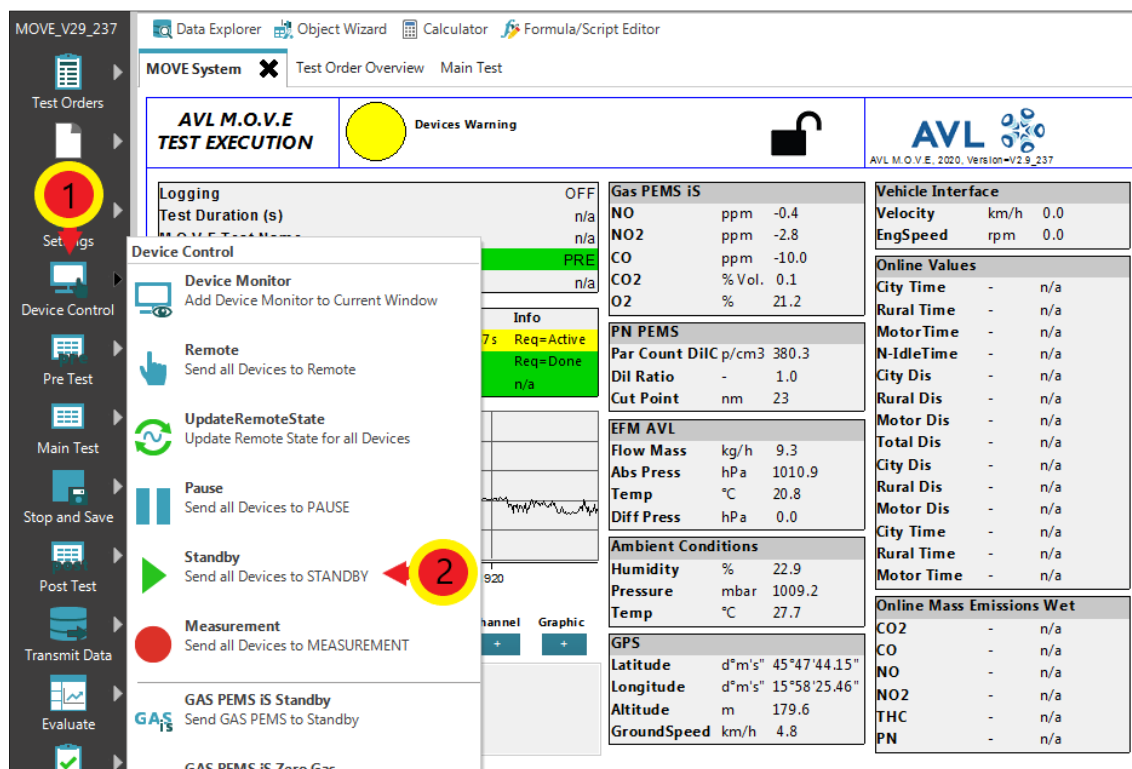 MOVE_V29_237
Data Explorer Object Wizard Calculator Formula/Script Editor
MOVE System Test Order Overview Main Test
Test Orders
Settings
Device Control
Pre Test
Main Test
Stop and Save
Post Test
Transmit Data
Evaluate
1
AVL M.O.V.E
TEST EXECUTION
Devices Warning
AVL
AVL M.O.V.E, 2020, Version=V2.9_237
Logging OFF
Test Duration (s) n/a
M.O.V.E Test Name n/a
PRE
n/a
Info
7 s Req=Active
Req=Done
n/a
920
hannel Graphic
+ +
Device Control
Device Monitor
Add Device Monitor to Current Window
Remote
Send all Devices to Remote
UpdateRemoteState
Update Remote State for all Devices
Pause
Send all Devices to PAUSE
Standby
Send all Devices to STANDBY
2
Measurement
Send all Devices to MEASUREMENT
GAS PEMS iS Standby
Send GAS PEMS to Standby
GAS iS
GAS PEMS iS Zero Gas
Gas PEMS iS
NO ppm -0.4
NO2 ppm -2.8
CO ppm -10.0
CO2 % Vol. 0.1
O2 % 21.2
PN PEMS
Par Count DilC p/cm3 380.3
Dil Ratio - 1.0
Cut Point nm 23
EFM AVL
Flow Mass kg/h 9.3
Abs Press hPa 1010.9
Temp °C 20.8
Diff Press hPa 0.0
Ambient Conditions
Humidity % 22.9
Pressure mbar 1009.2
Temp °C 27.7
GPS
Latitude d°m's" 45°47'44.15"
Longitude d°m's" 15°58'25.46"
Altitude m 179.6
GroundSpeed km/h 4.8
Vehicle Interface
Velocity km/h 0.0
EngSpeed rpm 0.0
Online Values
City Time - n/a
Rural Time - n/a
MotorTime - n/a
N-IdleTime - n/a
City Dis - n/a
Rural Dis - n/a
Motor Dis - n/a
Total Dis - n/a
City Dis - n/a
Rural Dis - n/a
Motor Dis - n/a
City Time - n/a
Rural Time - n/a
Motor Time - n/a
Online Mass Emissions Wet
CO2 - n/a
CO - n/a
NO - n/a
NO2 - n/a
THC - n/a
PN - n/a